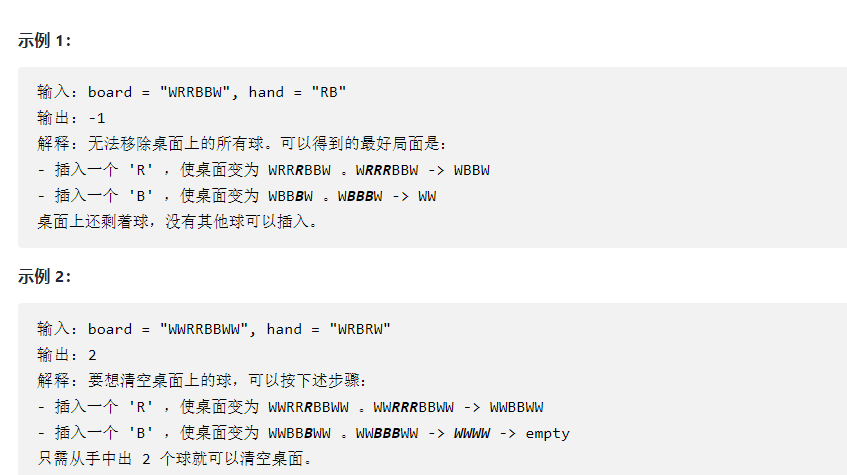 示例 1：
输入：board = "WRRBBW", hand = "RB"
输出：-1
解释：无法移除桌面上的所有球。可以得到的最好局面是：
- 插入一个 'R' ，使桌面变为 WRRRBBW 。WRRRBBW -> WBBW
- 插入一个 'B' ，使桌面变为 WBBBW 。WBBBW -> WW
桌面上还剩着球，没有其他球可以插入。
示例 2：
输入：board = "WWRRBBWW", hand = "WRBRW"
输出：2
解释：要想清空桌面上的球，可以按下述步骤：
- 插入一个 'R' ，使桌面变为 WWRRRBBWW 。WWRRRBBWW -> WWBBWW
- 插入一个 'B' ，使桌面变为 WWBBBWW 。WWBBBWW -> WWWW -> empty
只需从手中出 2 个球就可以清空桌面。